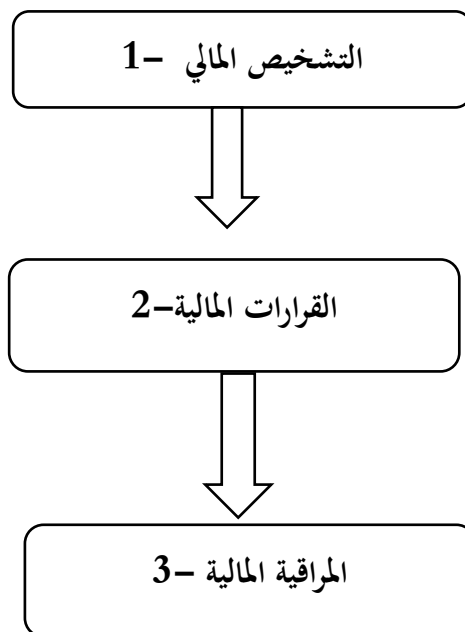 1– التشخيص المالي
2–القرارات المالية
3– المراقبة المالية